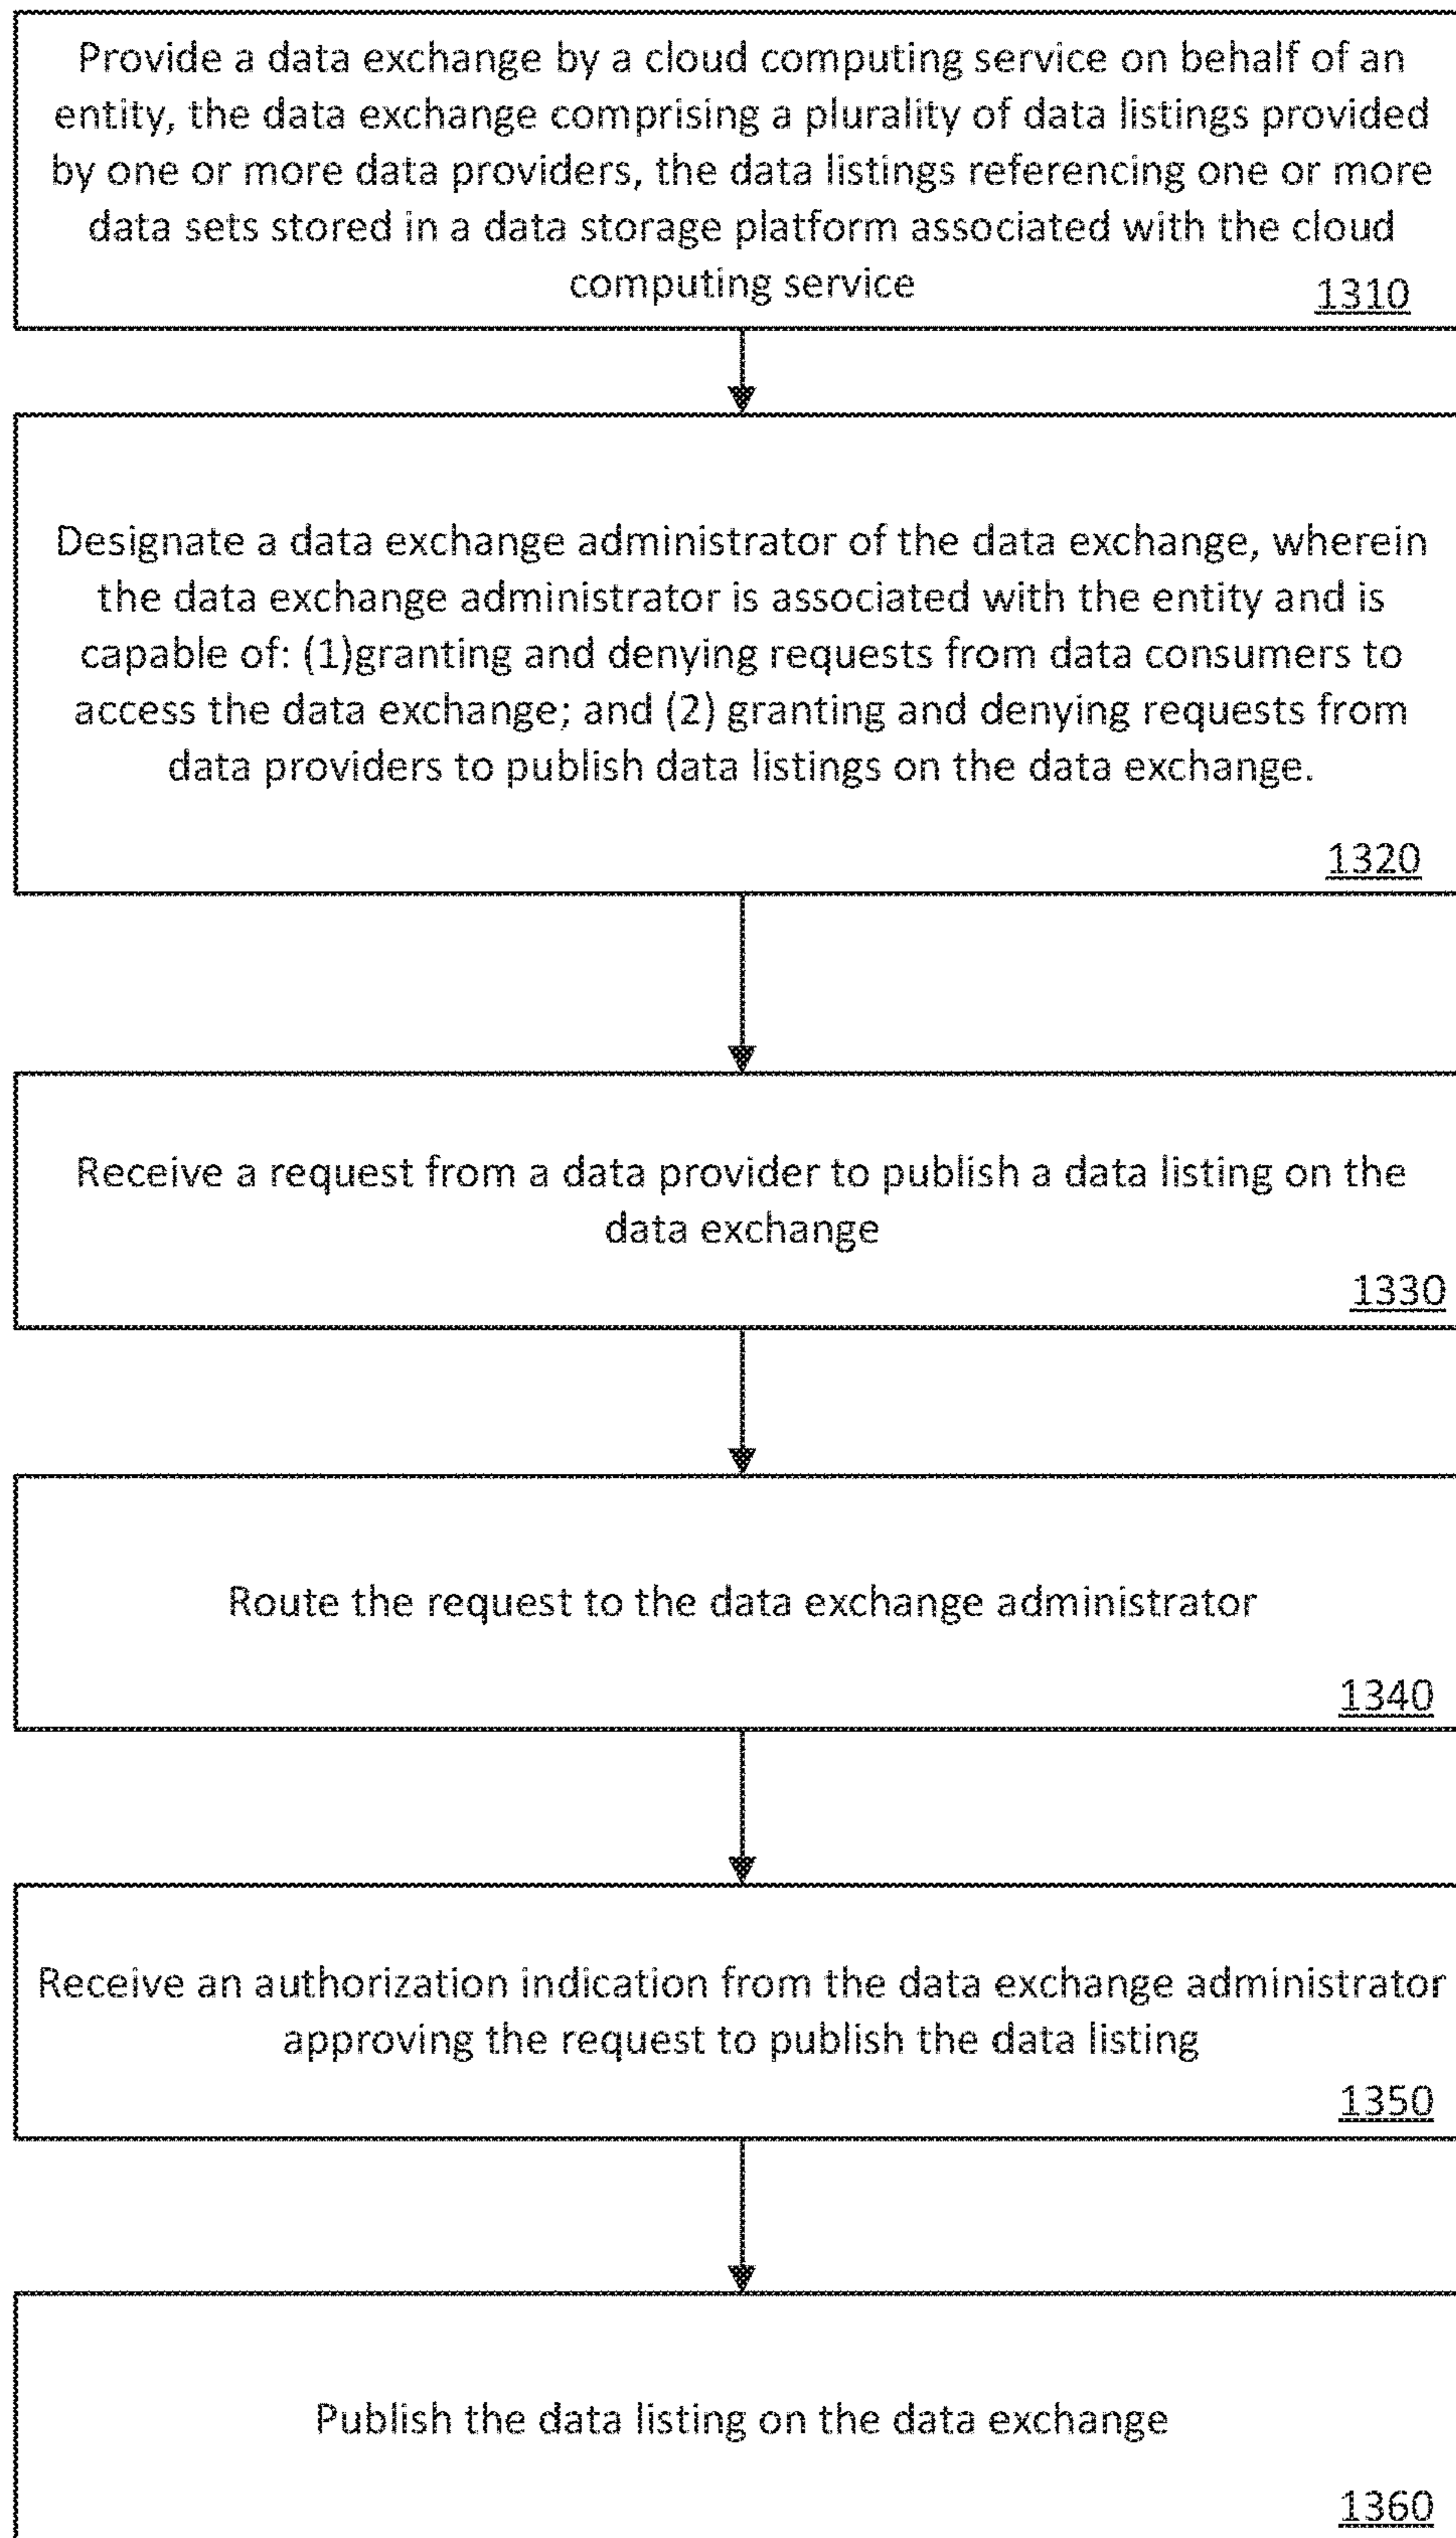 Provide a data exchange by a cloud computing service on behalf of an
entity, the data exchange comprising a plurality of data listings provided
by one or more data providers, the data listings referencing one or more
data sets stored in a data storage platform associated with the cloud
computing service
1310
Designate a data exchange administrator of the data exchange, wherein
the data exchange administrator is associated with the entity and is
capable of: (1)granting and denying requests from data consumers to
access the data exchange; and (2) granting and denying requests from
data providers to publish data listings on the data exchange.
1320
Receive a request from a data provider to publish a data listing on the
data exchange
1330
Route the request to the data exchange administrator
1340
Receive an authorization indication from the data exchange administrator
approving the request to publish the data listing
1350
Publish the data listing on the data exchange
1360